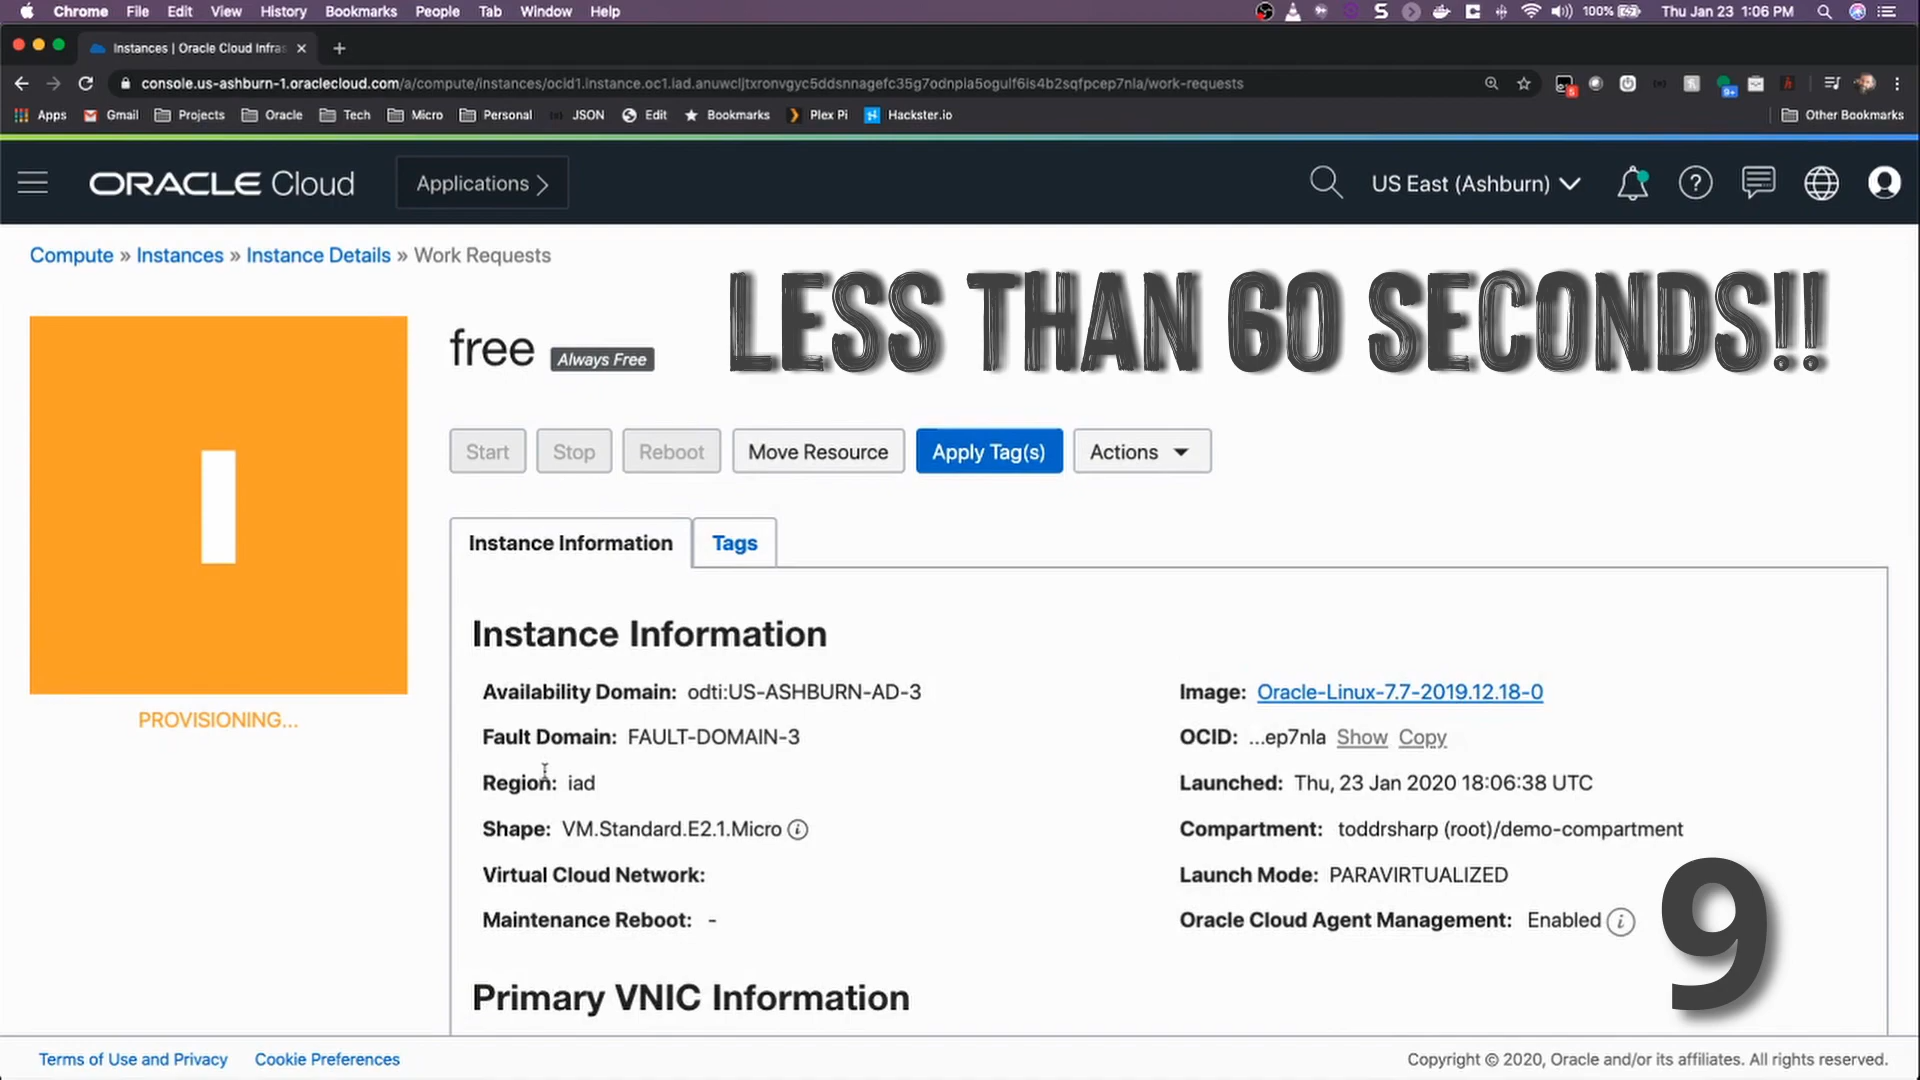 Chrome File Edit View History Bookmarks People Tab Window Help
100% Thu Jan 23 1:06 PM
Instances | Oracle Cloud Infras
console.us-ashburn-1.oraclecloud.com/a/compute/instances/ocid1.instance.oc1.iad.anuwcljtxronvgyc5ddsnnagefc35g7odnpla5ogulf6is4b2sqfpcep7nla/work-requests
Apps Gmail Projects Oracle Tech Micro Personal JSON Edit Bookmarks Plex Pi Hackster.io Other Bookmarks
ORACLE Cloud Applications US East (Ashburn)
Compute » Instances » Instance Details » Work Requests
LESS THAN 60 SECONDS!!
free Always Free
Start Stop Reboot Move Resource Apply Tag(s) Actions
PROVISIONING...
Instance Information Tags
Instance Information
Availability Domain: odti:US-ASHBURN-AD-3
Fault Domain: FAULT-DOMAIN-3
Region: iad
Shape: VM.Standard.E2.1.Micro
Virtual Cloud Network:
Maintenance Reboot: -
Image: Oracle-Linux-7.7-2019.12.18-0
OCID: ...ep7nla Show Copy
Launched: Thu, 23 Jan 2020 18:06:38 UTC
Compartment: toddrsharp (root)/demo-compartment
Launch Mode: PARAVIRTUALIZED
Oracle Cloud Agent Management: Enabled
9
Primary VNIC Information
Terms of Use and Privacy Cookie Preferences
Copyright © 2020, Oracle and/or its affiliates. All rights reserved.